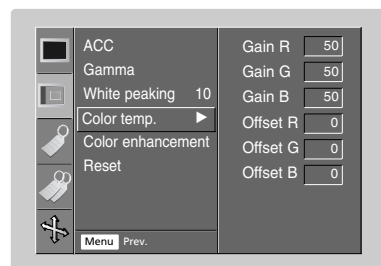 ACC
Gamma
White peaking 10
Color temp.
Color enhancement
Reset
Menu Prev.
Gain R 50
Gain G 50
Gain B 50
Offset R 0
Offset G 0
Offset B 0